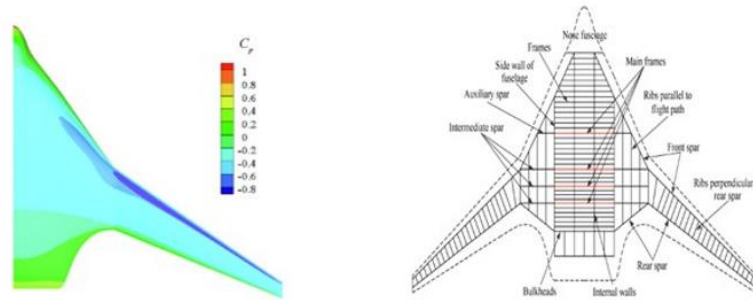 Cp
1
0.8
0.6
0.4
0.2
0
-0.2
-0.4
-0.6
-0.8
Nose fuselage
Frames
Main frames
Side wall of
fuselage
Auxiliary spar
Ribs parallel to
flight path
Intermediate spar
Front spar
Ribs perpendicular
rear spar
Rear spar
Bulkheads
Internal walls